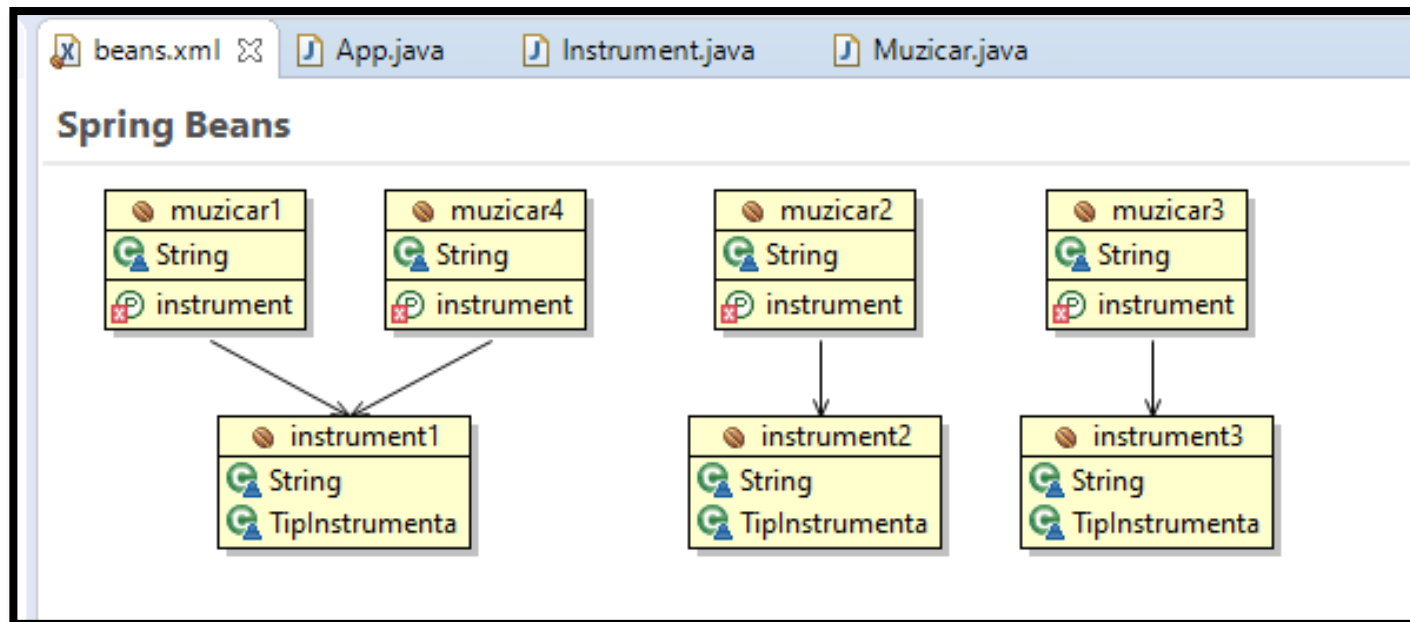 beans.xml App.java Instrument.java Muzicar.java
Spring Beans
muzicar1 muzicar4 muzicar2 muzicar3
String String String String
instrument instrument instrument instrument
instrument1 instrument2 instrument3
String String String
TipInstrumenta TipInstrumenta TipInstrumenta